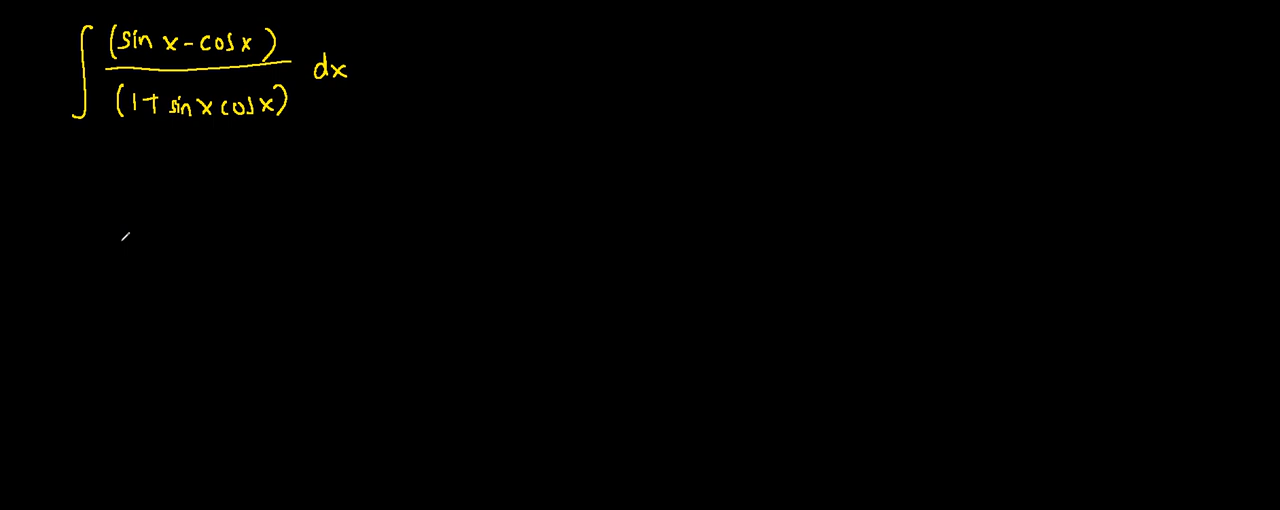 ∫ (sin x - cos x) / (1 + sin x cos x) dx